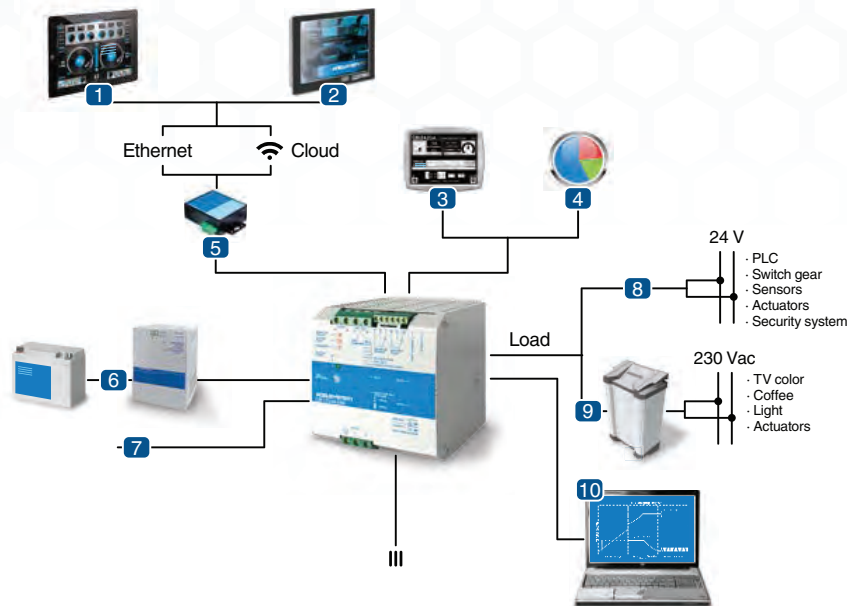 1
2
Ethernet
Cloud
3
4
5
24 V
· PLC
· Switch gear
· Sensors
· Actuators
· Security system
8
Load
6
230 Vac
· TV color
· Coffee
· Light
· Actuators
9
7
10